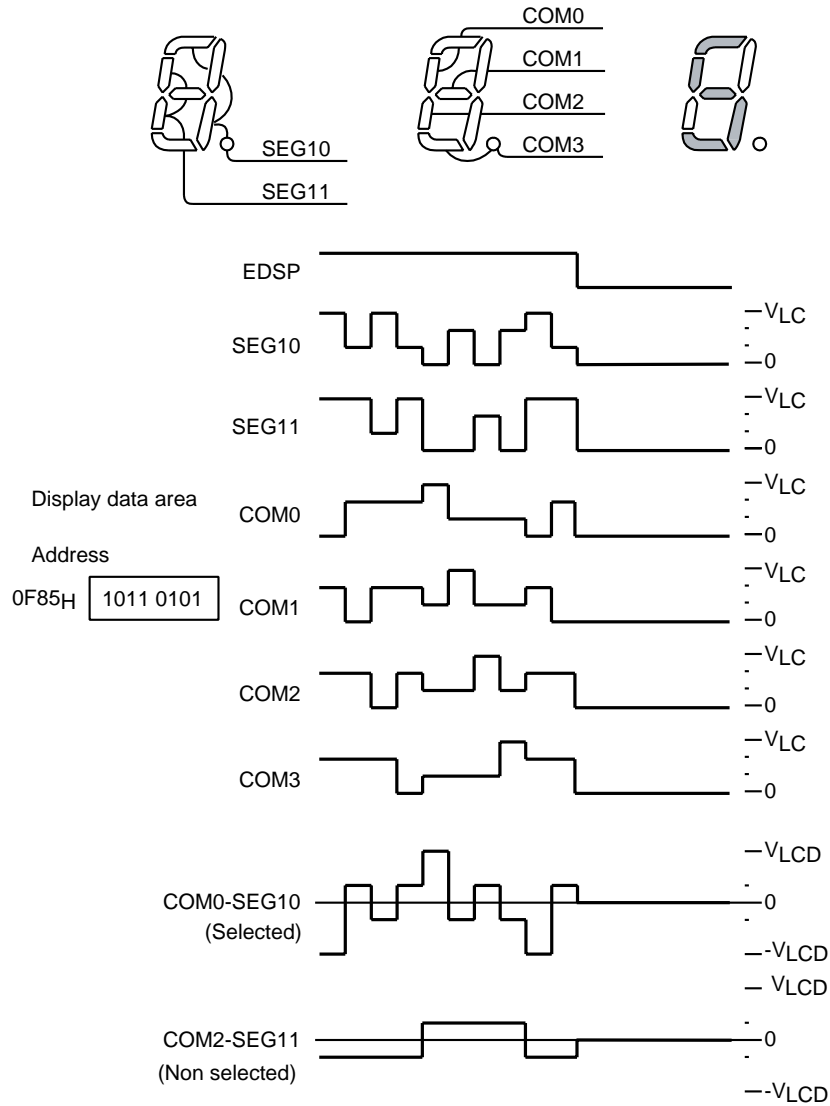 COM0
COM1
COM2
COM3
SEG10
SEG11
EDSP
SEG10
VLC
0
SEG11
VLC
0
Display data area
COM0
VLC
0
Address
0F85H 1011 0101
COM1
VLC
0
COM2
VLC
0
COM3
VLC
0
COM0-SEG10
(Selected)
VLCD
0
-VLCD
COM2-SEG11
(Non selected)
VLCD
0
-VLCD